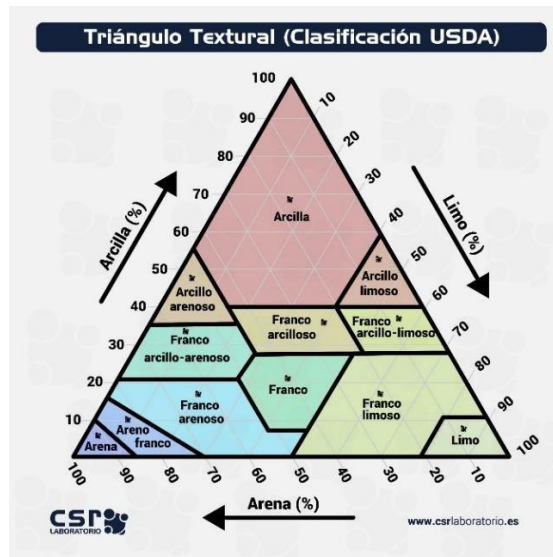 Triángulo Textural (Clasificación USDA)
100
90
80
70
60
50
40
30
20
10
Arcilla (%)
10
20
30
40
50
60
70
80
90
100
Limo (%)
Arcilla
Arcillo
arenoso
Arcillo
limoso
Franco
arcilloso
Franco
arcillo-limoso
Franco
arcillo-arenoso
Franco
arenoso
Franco
Franco
limoso
Areno
franco
Arena
Limo
100
90
80
70
60
50
40
30
20
10
Arena (%)
csr
LABORATORIO
www.csrlaboratorio.es